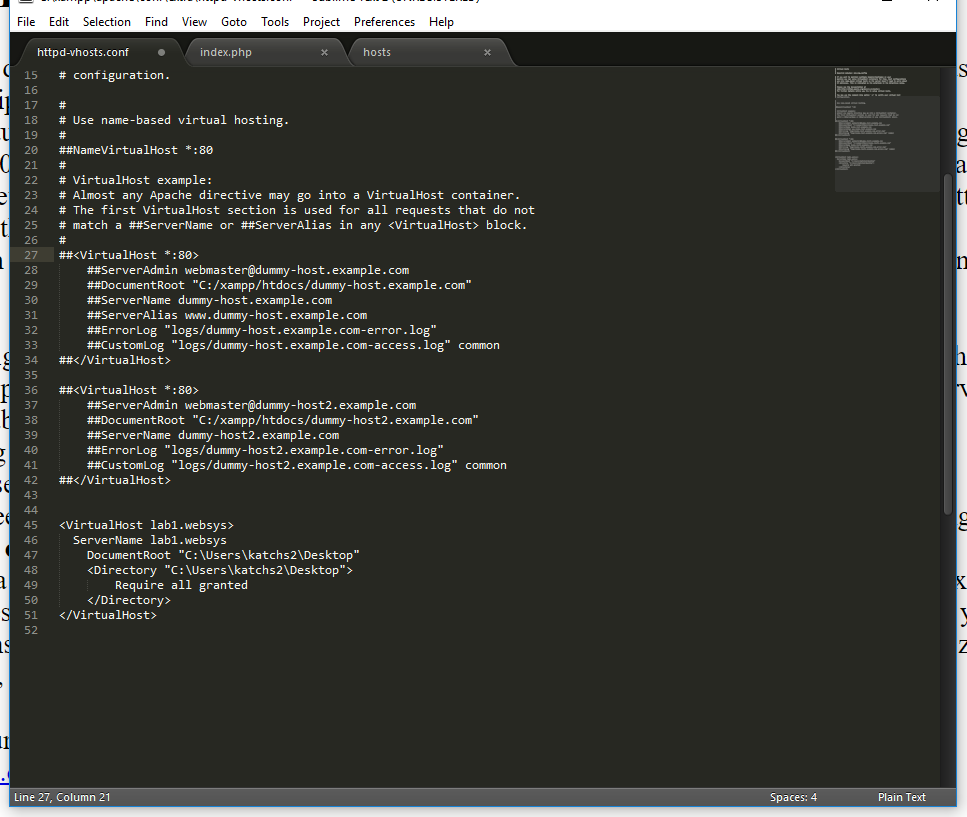 File Edit Selection Find View Goto Tools Project Preferences Help
httpd-vhosts.conf index.php × hosts ×
15 # configuration.
16
17 #
18 # Use name-based virtual hosting.
19 #
20 ##NameVirtualHost *:80
21 #
22 # VirtualHost example:
23 # Almost any Apache directive may go into a VirtualHost container.
24 # The first VirtualHost section is used for all requests that do not
25 # match a ##ServerName or ##ServerAlias in any <VirtualHost> block.
26 #
27 ##<VirtualHost *:80>
28     ##ServerAdmin webmaster@dummy-host.example.com
29     ##DocumentRoot "C:/xampp/htdocs/dummy-host.example.com"
30     ##ServerName dummy-host.example.com
31     ##ServerAlias www.dummy-host.example.com
32     ##ErrorLog "logs/dummy-host.example.com-error.log"
33     ##CustomLog "logs/dummy-host.example.com-access.log" common
34 ##</VirtualHost>
35
36 ##<VirtualHost *:80>
37     ##ServerAdmin webmaster@dummy-host2.example.com
38     ##DocumentRoot "C:/xampp/htdocs/dummy-host2.example.com"
39     ##ServerName dummy-host2.example.com
40     ##ErrorLog "logs/dummy-host2.example.com-error.log"
41     ##CustomLog "logs/dummy-host2.example.com-access.log" common
42 ##</VirtualHost>
43
44
45 <VirtualHost lab1.websys>
46   ServerName lab1.websys
47     DocumentRoot "C:\Users\katchs2\Desktop"
48     <Directory "C:\Users\katchs2\Desktop">
49         Require all granted
50     </Directory>
51 </VirtualHost>
52
Line 27, Column 21 Spaces: 4 Plain Text